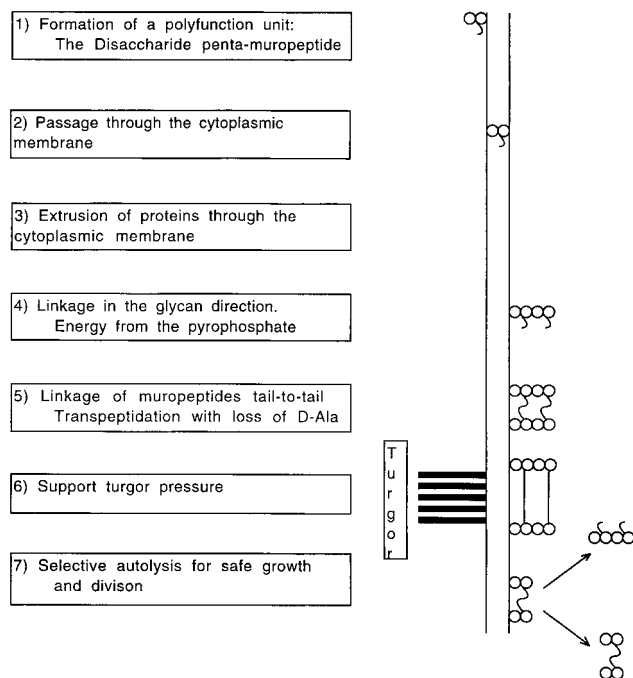 1) Formation of a polyfunction unit:
The Disaccharide penta-muropeptide
2) Passage through the cytoplasmic
membrane
3) Extrusion of proteins through the
cytoplasmic membrane
4) Linkage in the glycan direction.
Energy from the pyrophosphate
5) Linkage of muropeptides tail-to-tail
Transpeptidation with loss of D-Ala
6) Support turgor pressure
7) Selective autolysis for safe growth
and divison
Turgor